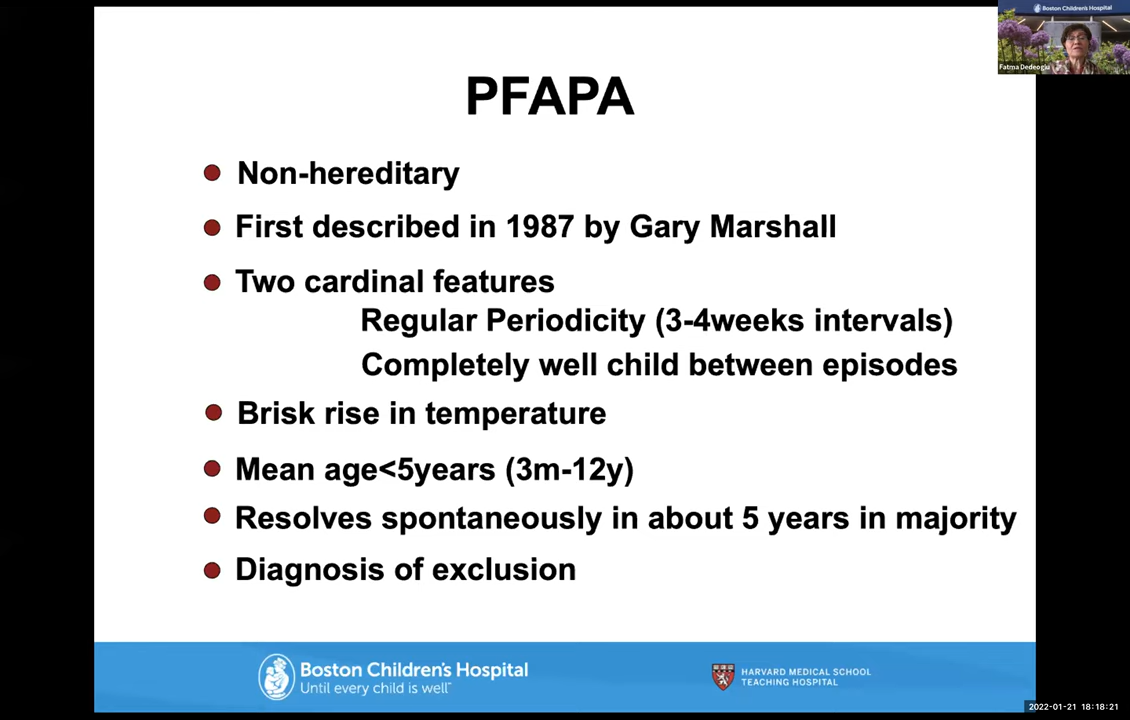 Boston Children's Hospital
Fatma Dedeoglu
PFAPA
Non-hereditary
First described in 1987 by Gary Marshall
Two cardinal features
Regular Periodicity (3-4weeks intervals)
Completely well child between episodes
Brisk rise in temperature
Mean age<5years (3m-12y)
Resolves spontaneously in about 5 years in majority
Diagnosis of exclusion
Boston Children's Hospital
Until every child is well™
HARVARD MEDICAL SCHOOL
TEACHING HOSPITAL
2022-01-21 18:18:21